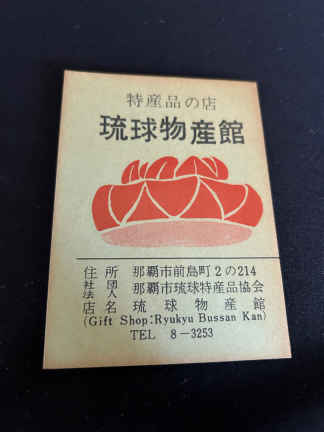 特産品の店
琉球物産館
住所 那覇市前島町2の214
社団法人 那覇市琉球特産品協会
店名 琉球物産館
(Gift Shop:Ryukyu Bussan Kan)
TEL 8-3253